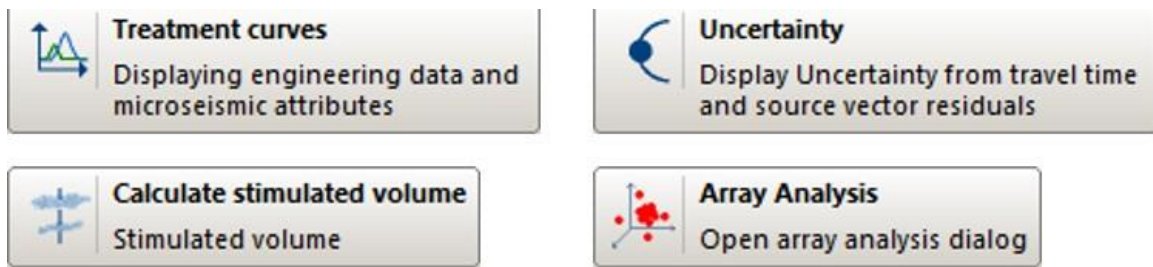 Treatment curves
Displaying engineering data and
microseismic attributes
Uncertainty
Display Uncertainty from travel time
and source vector residuals
Calculate stimulated volume
Stimulated volume
Array Analysis
Open array analysis dialog